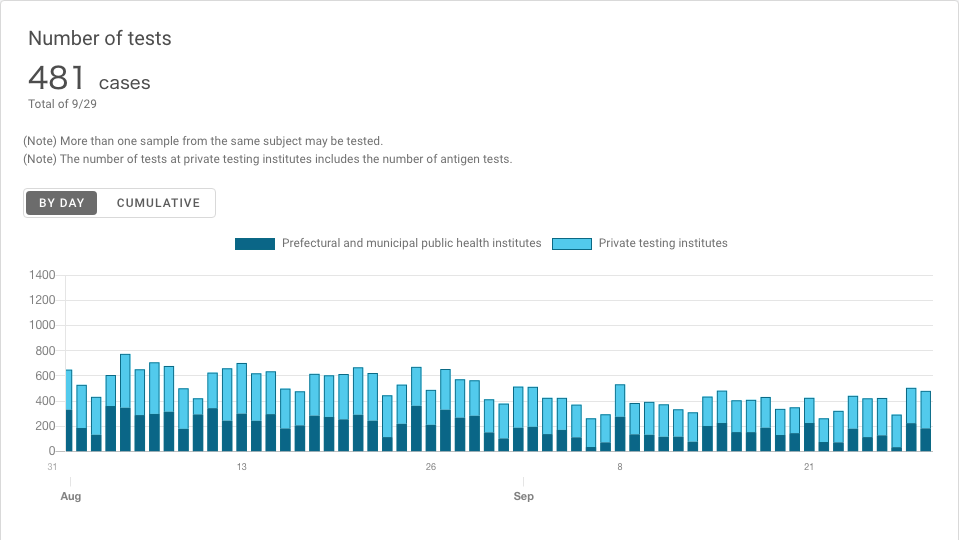 Number of tests
481 cases
Total of 9/29
(Note) More than one sample from the same subject may be tested.
(Note) The number of tests at private testing institutes includes the number of antigen tests.
BY DAY CUMULATIVE
Prefectural and municipal public health institutes Private testing institutes
1400
1200
1000
800
600
400
200
0
31 13 26 8 21
Aug Sep